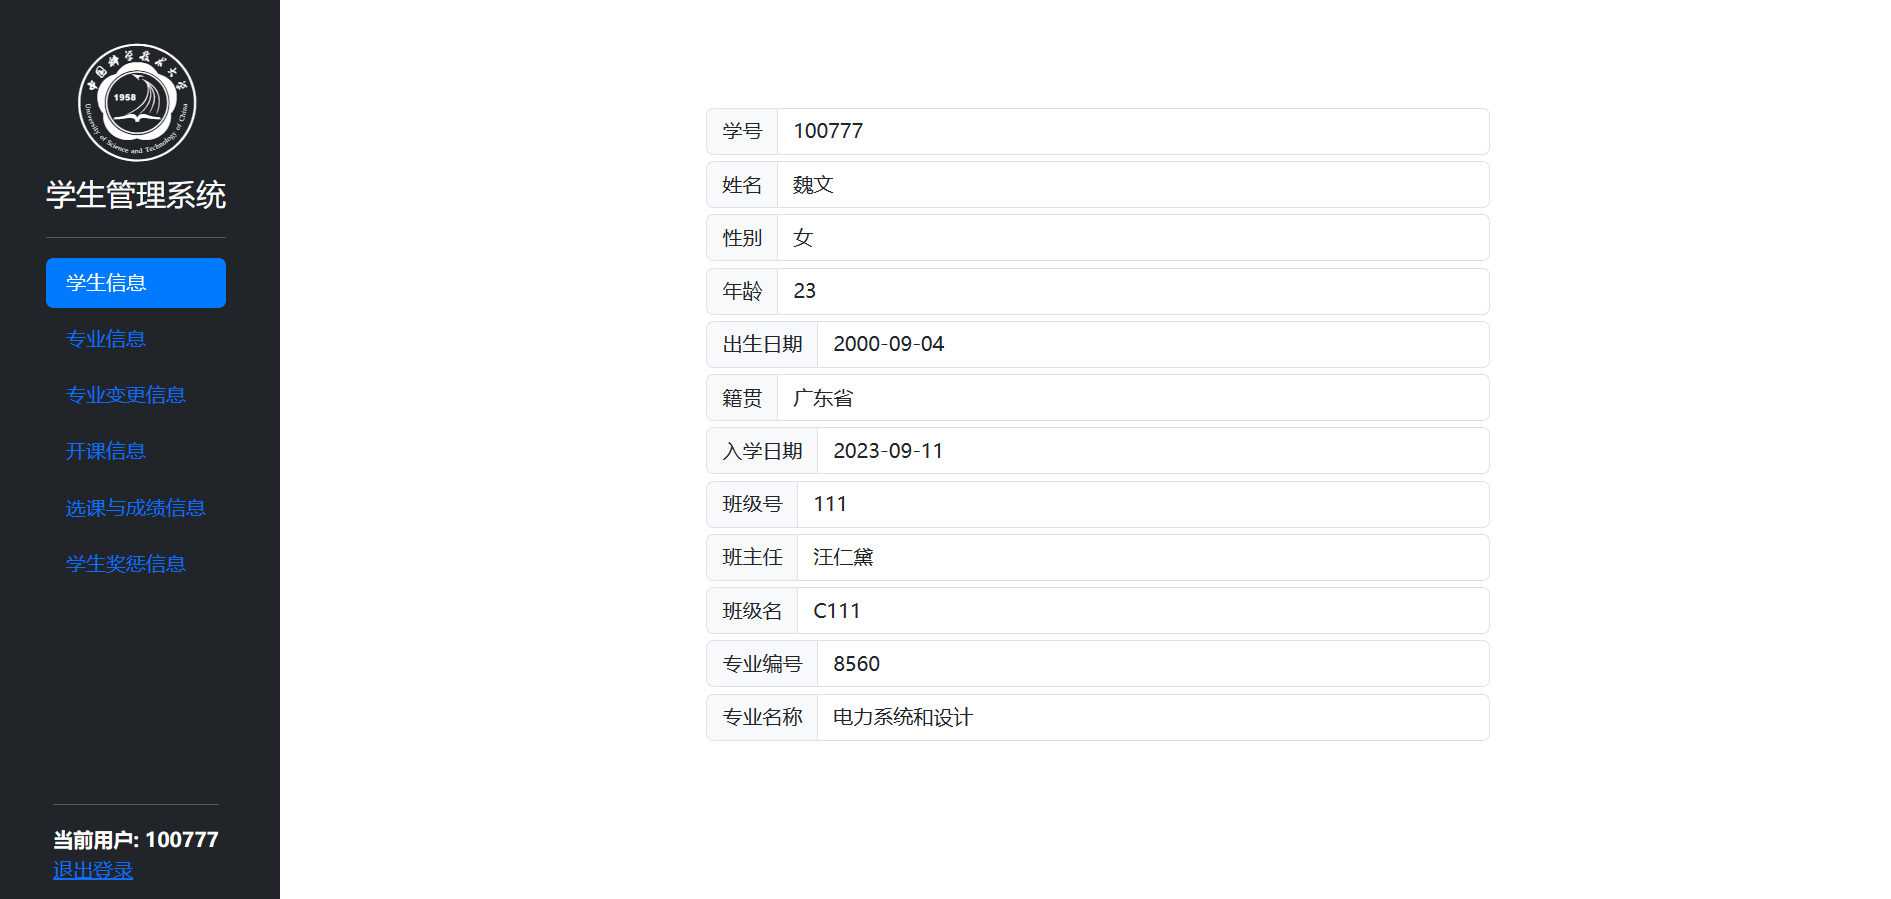 中国科学技术大学
1958
University of Science and Technology of China
学生管理系统
学生信息
专业信息
专业变更信息
开课信息
选课与成绩信息
学生奖惩信息
当前用户: 100777
退出登录
学号 100777
姓名 魏文
性别 女
年龄 23
出生日期 2000-09-04
籍贯 广东省
入学日期 2023-09-11
班级号 111
班主任 汪仁黛
班级名 C111
专业编号 8560
专业名称 电力系统和设计